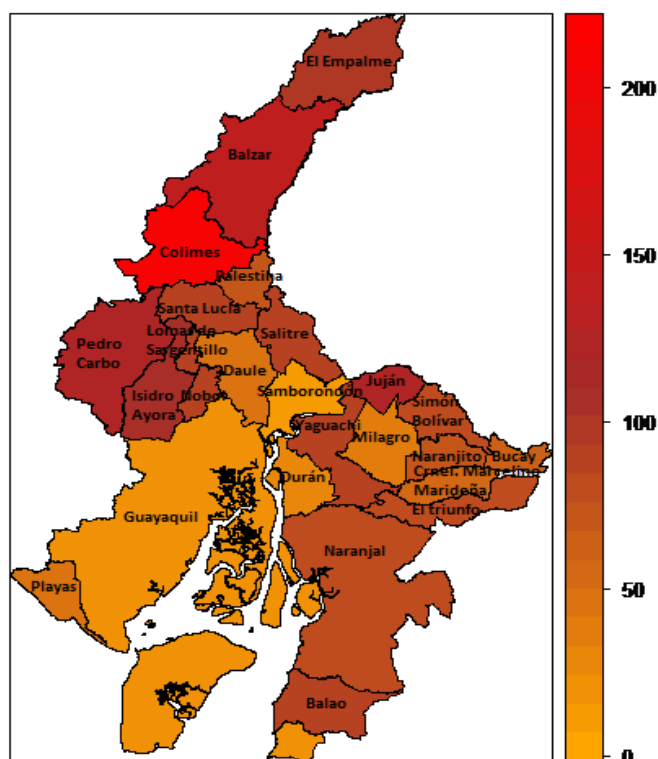 El Empalme
200
Balzar
Colimes
150
Palestina
Santa Lucía
Lomas de
Sargentillo
Salitre
Pedro
Carbo
Daule
Juján
Isidro
Ayora
Nobol
Samborondón
Simón
Bolívar
100
Yaguachi
Milagro
Naranjito
Bucay
Crnel. Marcelino
Marideña
Durán
El triunfo
Guayaquil
Naranjal
Playas
50
Balao
0